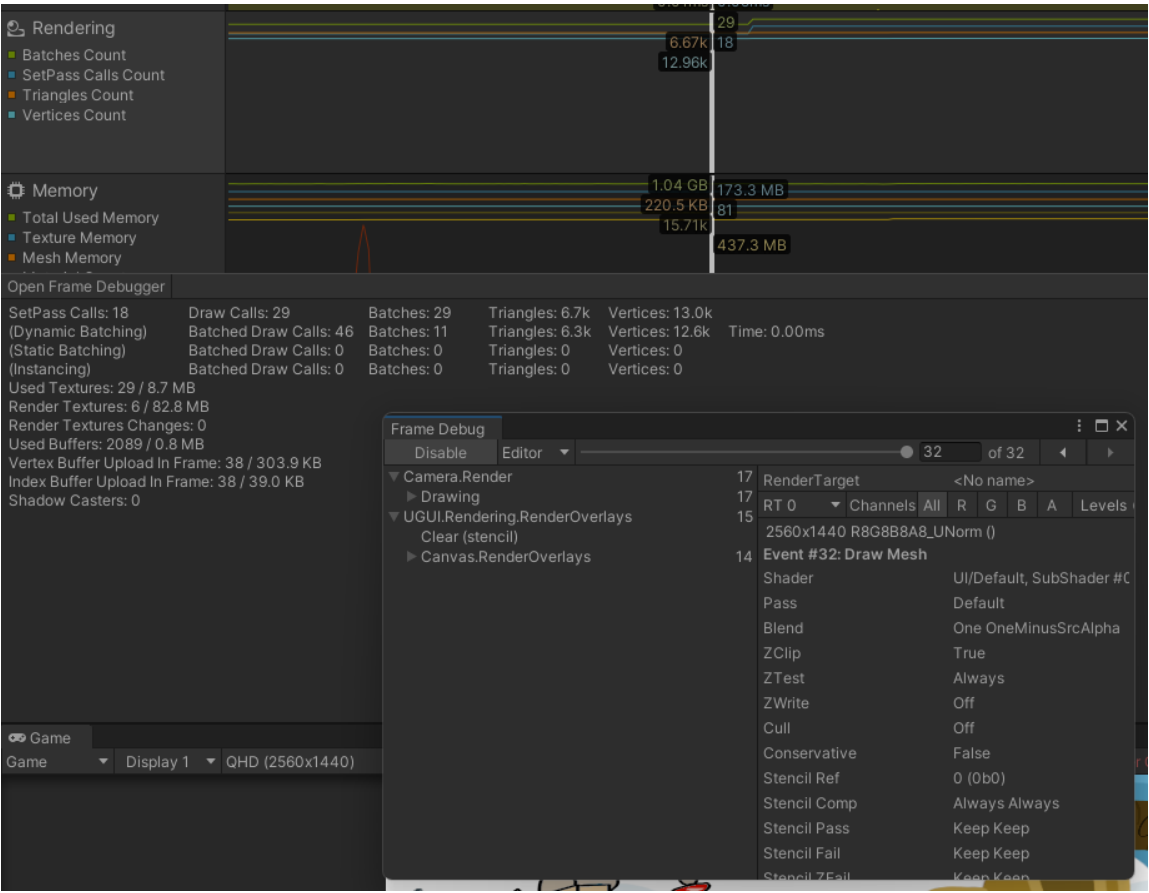 29
Rendering
6.67k 18
Batches Count
12.96k
SetPass Calls Count
Triangles Count
Vertices Count
Memory
1.04 GB 173.3 MB
220.5 KB 81
Total Used Memory
15.71k
Texture Memory
437.3 MB
Mesh Memory
Open Frame Debugger
SetPass Calls: 18 Draw Calls: 29 Batches: 29 Triangles: 6.7k Vertices: 13.0k
(Dynamic Batching) Batched Draw Calls: 46 Batches: 11 Triangles: 6.3k Vertices: 12.6k Time: 0.00ms
(Static Batching) Batched Draw Calls: 0 Batches: 0 Triangles: 0 Vertices: 0
(Instancing) Batched Draw Calls: 0 Batches: 0 Triangles: 0 Vertices: 0
Used Textures: 29 / 8.7 MB
Render Textures: 6 / 82.8 MB
Render Textures Changes: 0
Used Buffers: 2089 / 0.8 MB
Vertex Buffer Upload In Frame: 38 / 303.9 KB
Index Buffer Upload In Frame: 38 / 39.0 KB
Shadow Casters: 0
Frame Debug
Disable Editor 32 of 32
Camera.Render 17
Drawing 17
UGUI.Rendering.RenderOverlays 15
Clear (stencil)
Canvas.RenderOverlays 14
RenderTarget <No name>
RT 0 Channels All R G B A Levels
2560x1440 R8G8B8A8_UNorm ()
Event #32: Draw Mesh
Shader UI/Default, SubShader #0
Pass Default
Blend One OneMinusSrcAlpha
ZClip True
ZTest Always
ZWrite Off
Cull Off
Conservative False
Stencil Ref 0 (0b0)
Stencil Comp Always Always
Stencil Pass Keep Keep
Stencil Fail Keep Keep
Stencil ZFail Keep Keep
Game
Game Display 1 QHD (2560x1440)